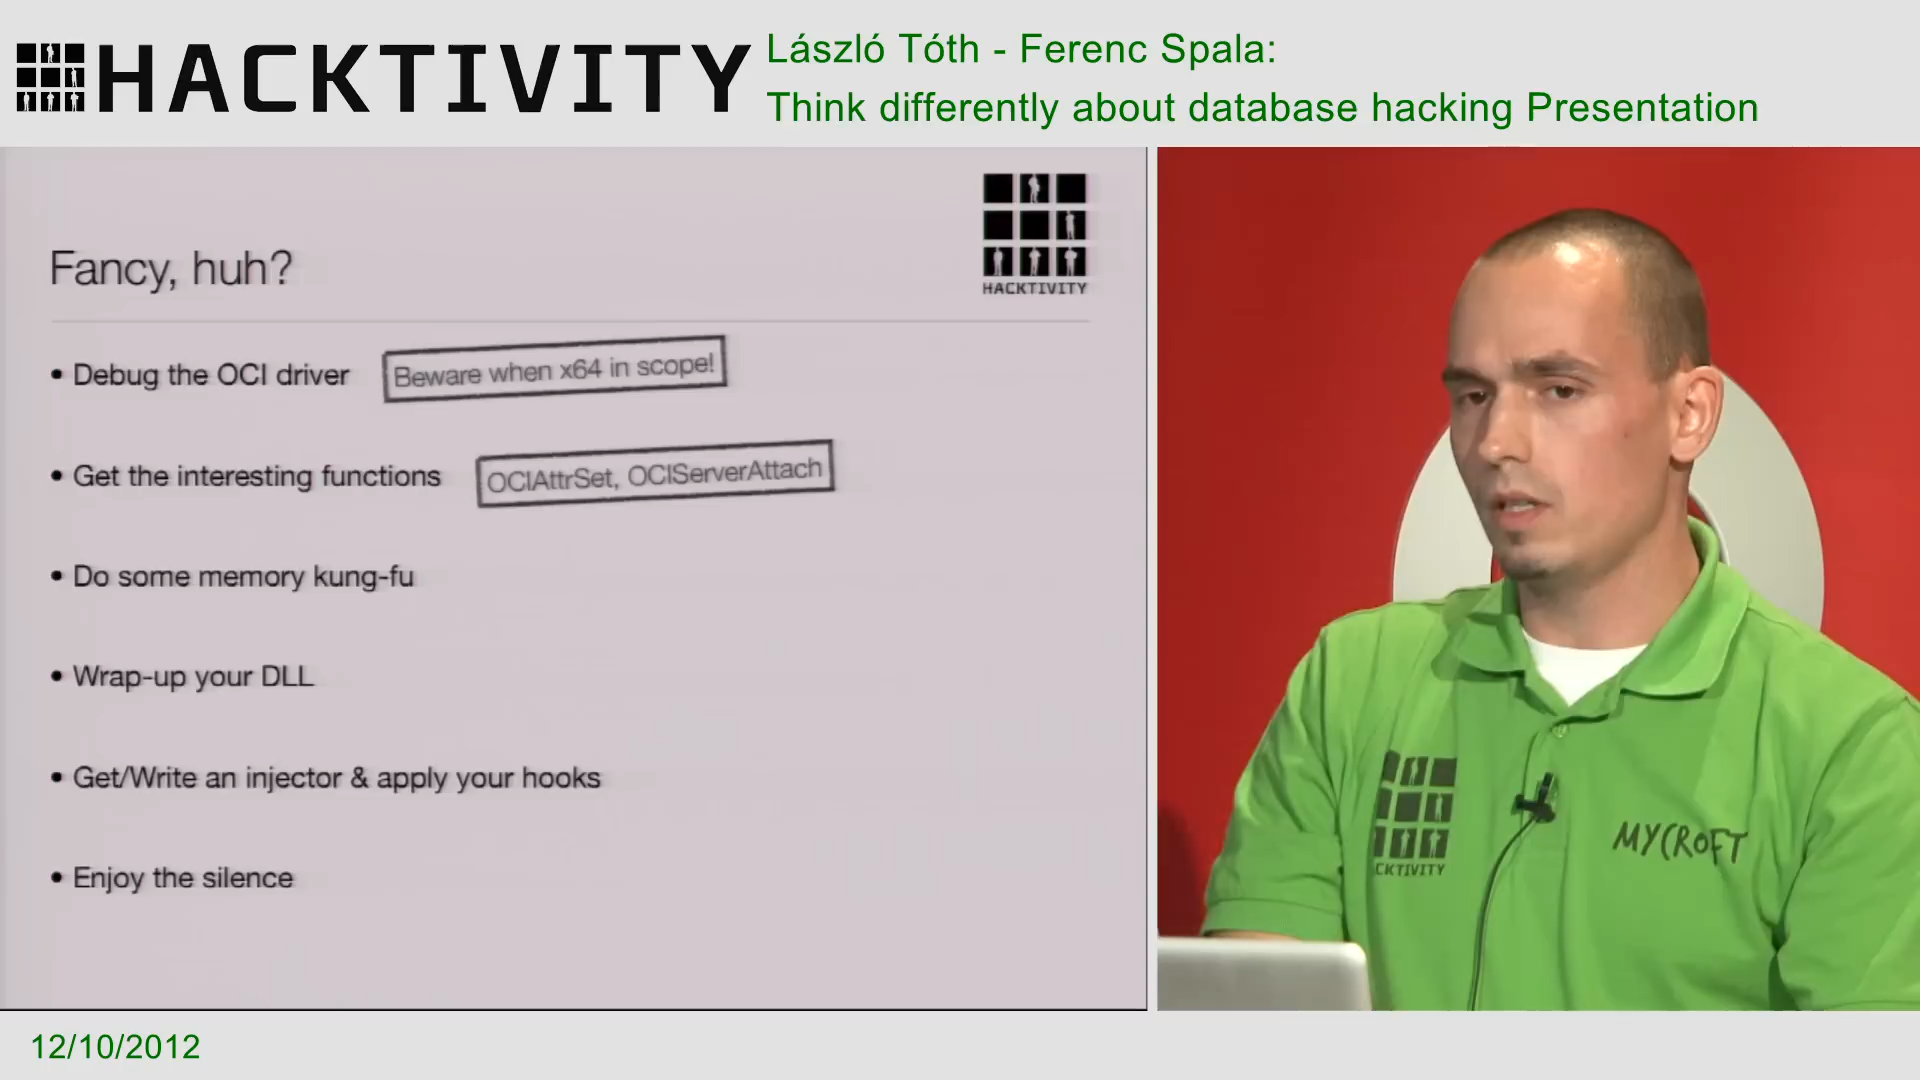 HACKTIVITY
László Tóth - Ferenc Spala:
Think differently about database hacking Presentation
HACKTIVITY
Fancy, huh?
• Debug the OCI driver
Beware when x64 in scope!
• Get the interesting functions
OCIAttrSet, OCIServerAttach
• Do some memory kung-fu
• Wrap-up your DLL
• Get/Write an injector & apply your hooks
• Enjoy the silence
CKTIVITY
MYCROFT
12/10/2012